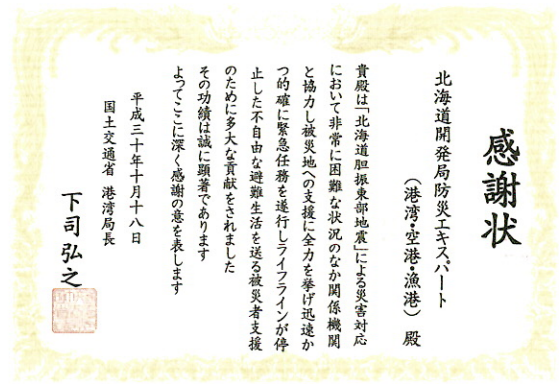 感謝状
北海道開発局防災エキスパート
（港湾・空港・漁港）殿
貴殿は「北海道胆振東部地震」による災害対応
において非常に困難な状況のなか関係機関
と協力し被災地への支援に全力を挙げ迅速か
つ的確に緊急任務を遂行しライフラインが停
止した不自由な避難生活を送る被災者支援
のために多大な貢献をされました
その功績は誠に顕著であります
よってここに深く感謝の意を表します
平成三十年十月十八日
国土交通省 港湾局長
下司弘之